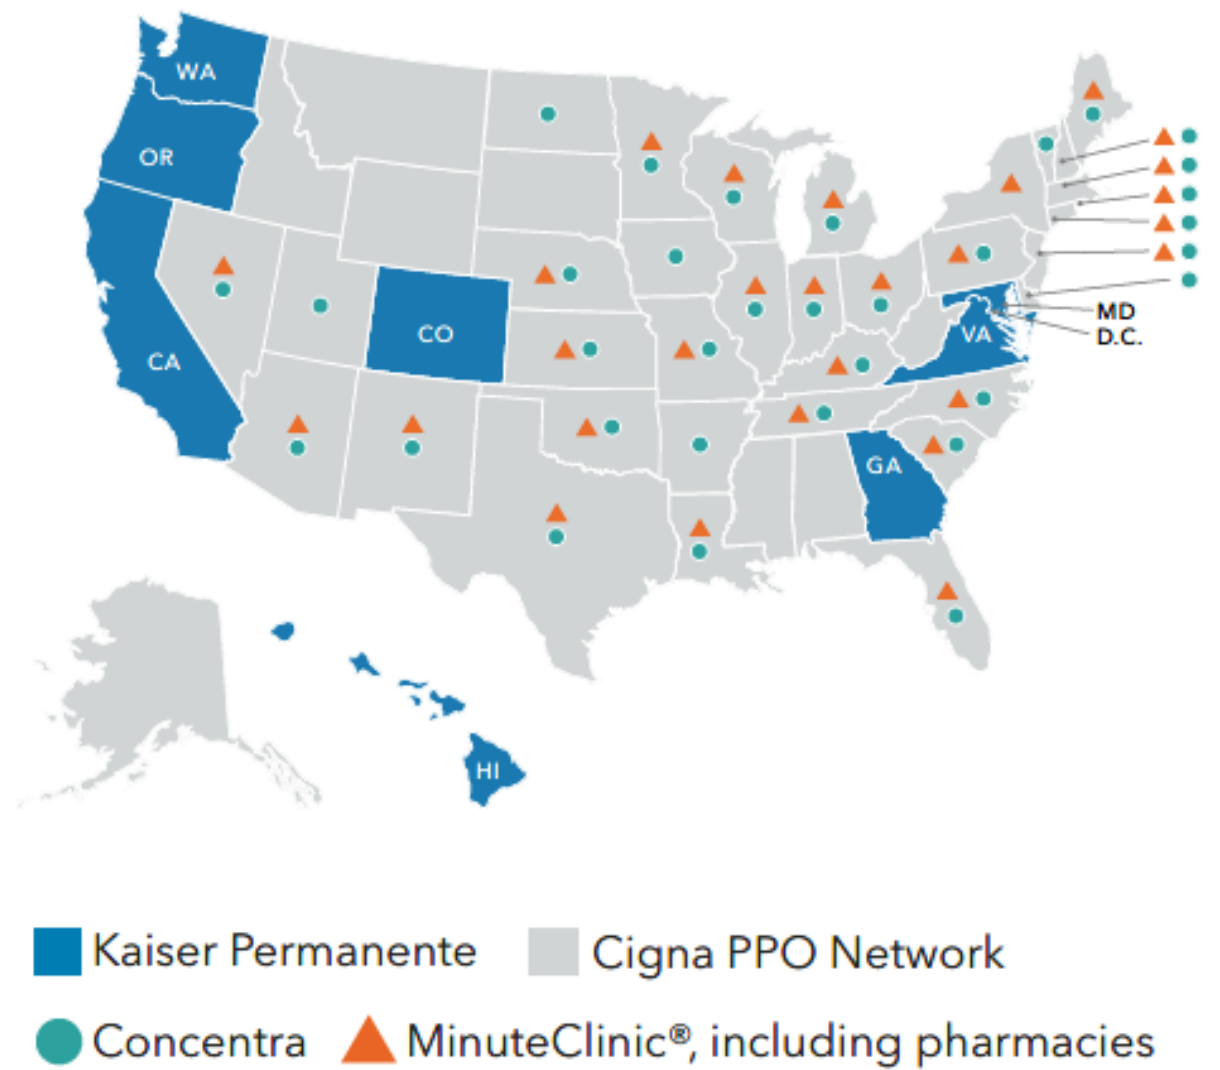 WA
OR
MD
VA
D.C.
CO
CA
GA
HI
Kaiser Permanente
Cigna PPO Network
Concentra
MinuteClinic®, including pharmacies